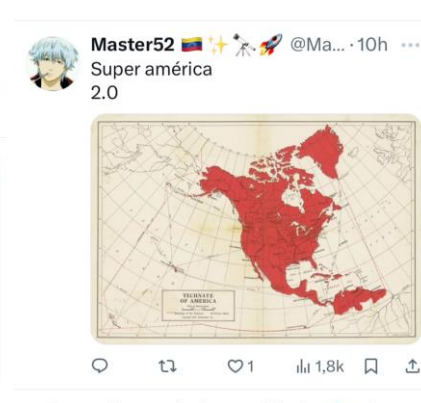 Master52 🇻🇪✨🔭🚀 @Ma... · 10h
Super américa
2.0
TECHNATE
OF AMERICA
1 1,8k